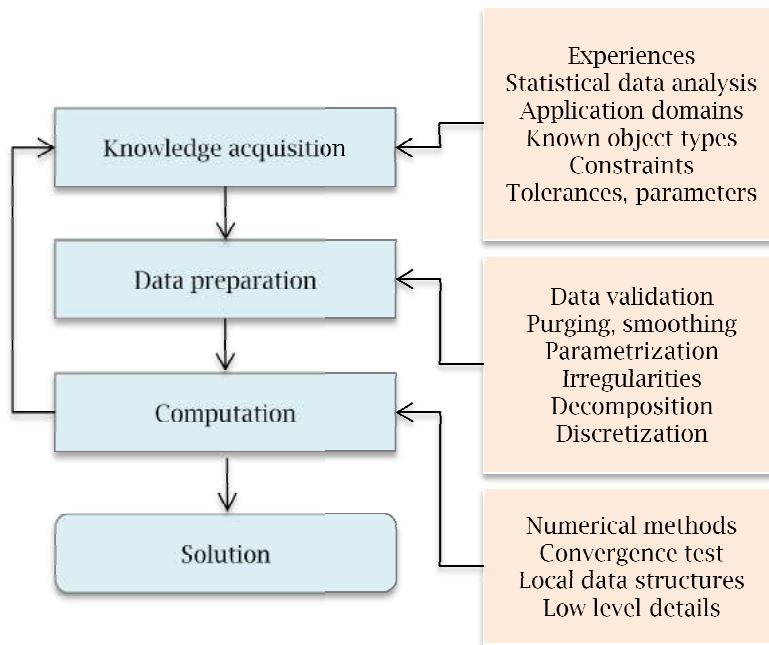 Knowledge acquisition
Data preparation
Computation
Solution
Experiences
Statistical data analysis
Application domains
Known object types
Constraints
Tolerances, parameters
Data validation
Purging, smoothing
Parametrization
Irregularities
Decomposition
Discretization
Numerical methods
Convergence test
Local data structures
Low level details